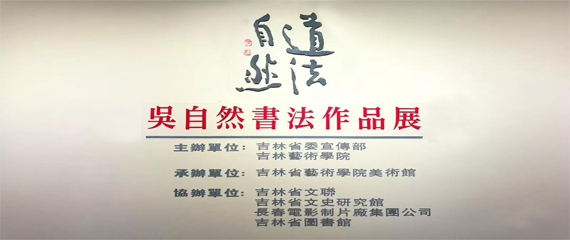 道法
自然
吳自然書法作品展
主辦單位：吉林省委宣傳部
吉林藝術學院
承辦單位：吉林省藝術學院美術館
協辦單位：吉林省文聯
吉林省文史研究館
長春電影制片廠集團公司
吉林省圖書館